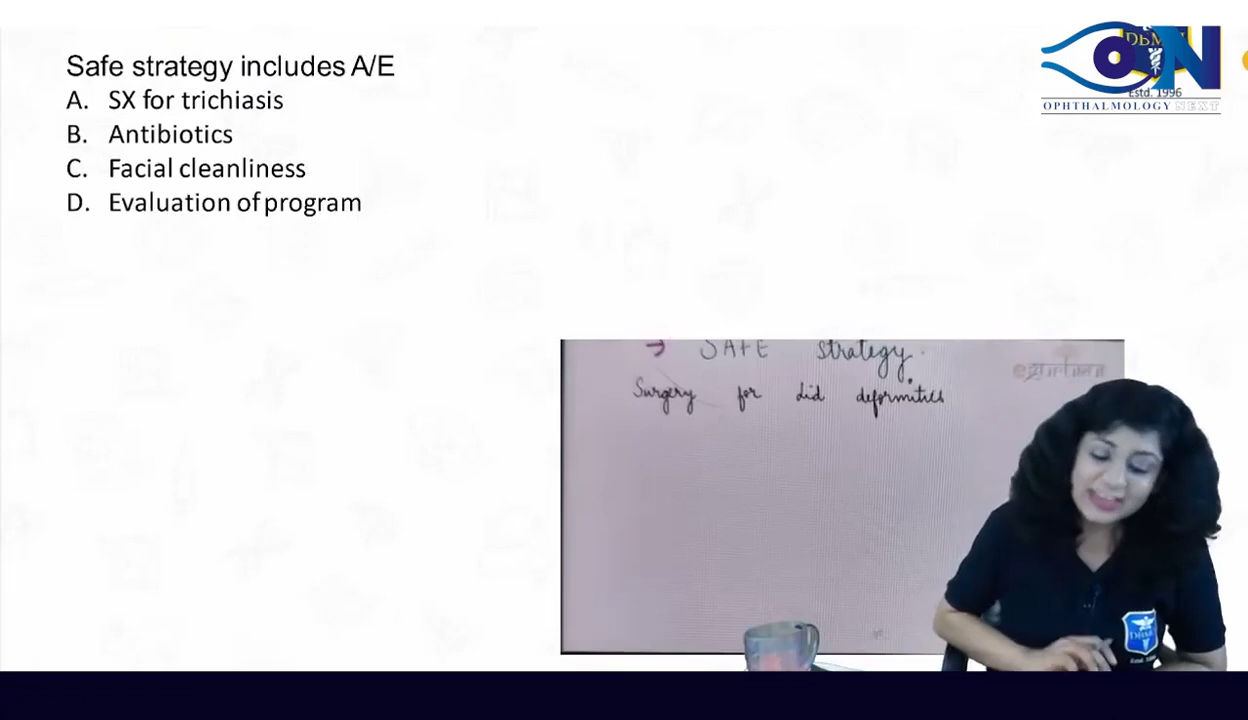 Safe strategy includes A/E
A. SX for trichiasis
B. Antibiotics
C. Facial cleanliness
D. Evaluation of program
DBMCI
Estd. 1996
OPHTHALMOLOGY NEXT
→ SAFE strategy.
Surgery for Lid deformities